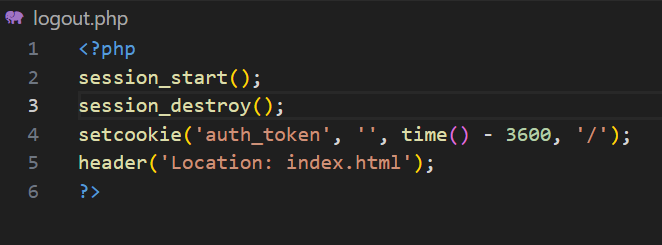 logout.php
1 <?php
2 session_start();
3 session_destroy();
4 setcookie('auth_token', '', time() - 3600, '/');
5 header('Location: index.html');
6 ?>